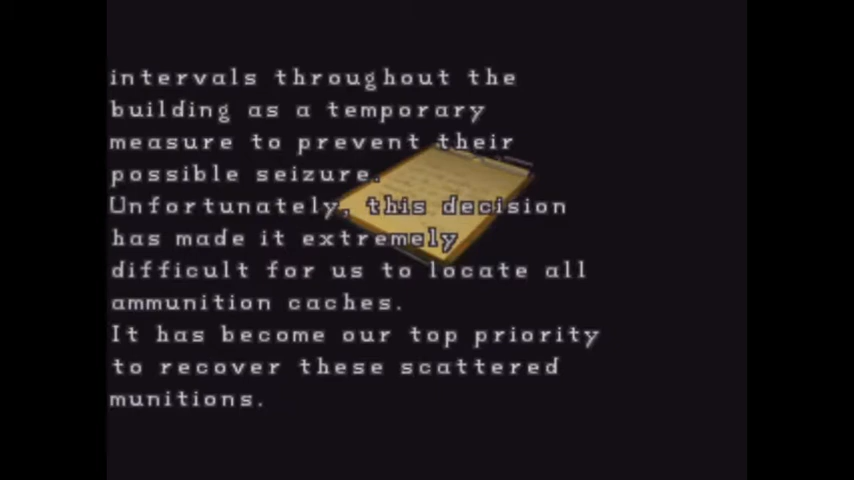 intervals throughout the
building as a temporary
measure to prevent their
possible seizure.
Unfortunately, this decision
has made it extremely
difficult for us to locate all
ammunition caches.
It has become our top priority
to recover these scattered
munitions.